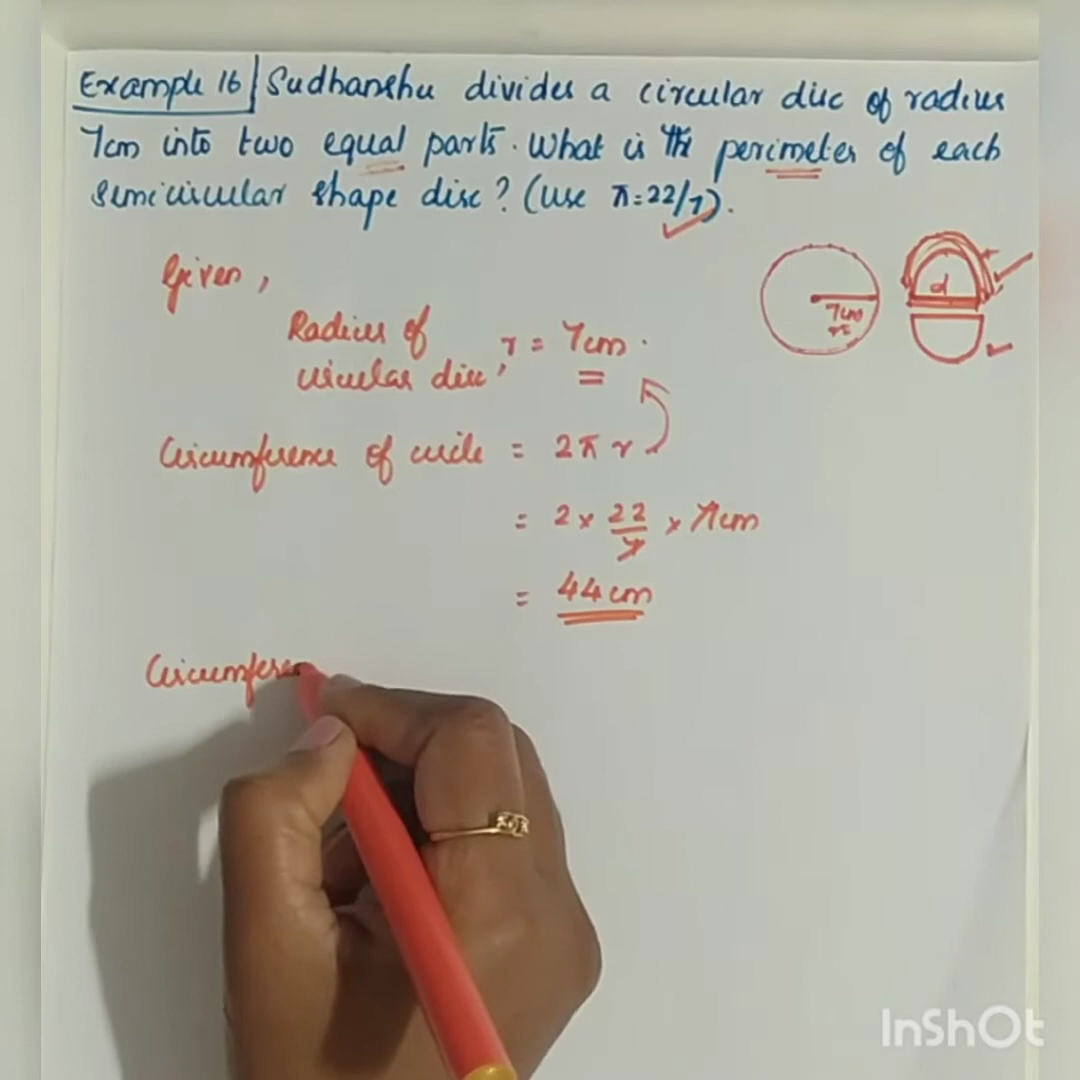 Example 16 Sudhanshu divides a circular disc of radius
7cm into two equal parts. What is the perimeter of each
semicircular shape disc? (Use π=22/7).
Given,
7cm
d
Radius of
circular disc, r = 7cm.
Circumference of circle = 2πr
= 2 × 22/7 × 7cm
= 44cm
Circumfere
InShOt